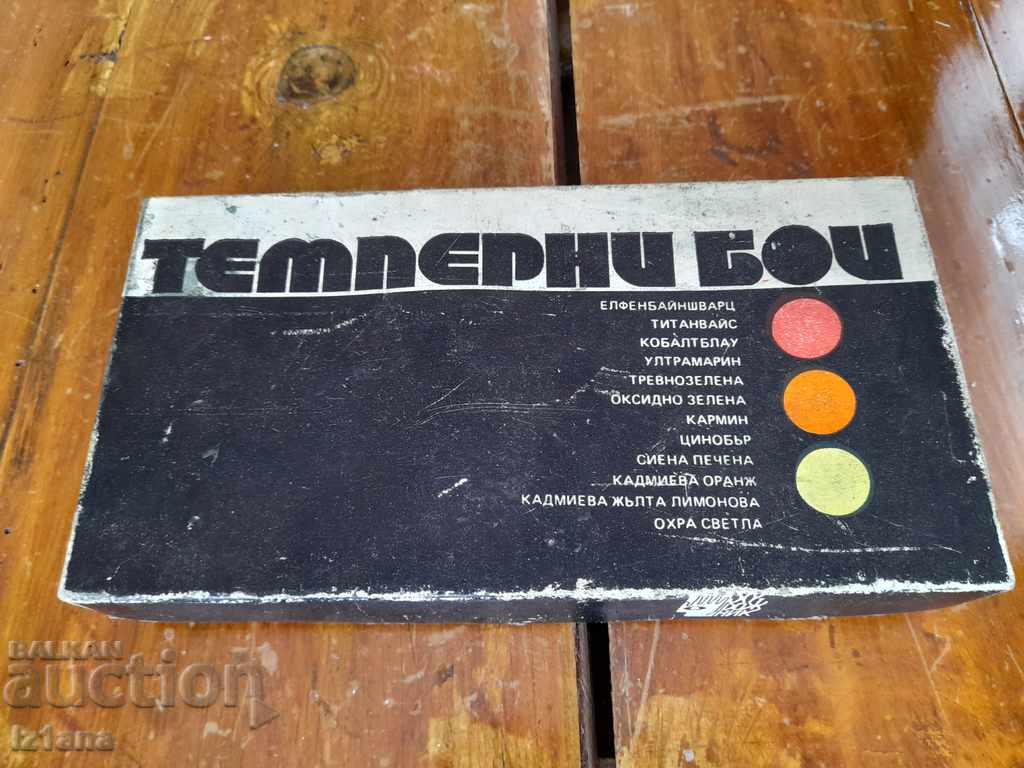 ТЕМПЕРНИ БОИ
ЕЛФЕНБАЙНШВАРЦ
ТИТАНВАЙС
КОБАЛТБЛАУ
УЛТРАМАРИН
ТРЕВНОЗЕЛЕНА
ОКСИДНО ЗЕЛЕНА
КАРМИН
ЦИНОБЪР
СИЕНА ПЕЧЕНА
КАДМИЕВА ОРАНЖ
КАДМИЕВА ЖЪЛТА ЛИМОНОВА
ОХРА СВЕТЛА
BALKAN
auction
iz1ana